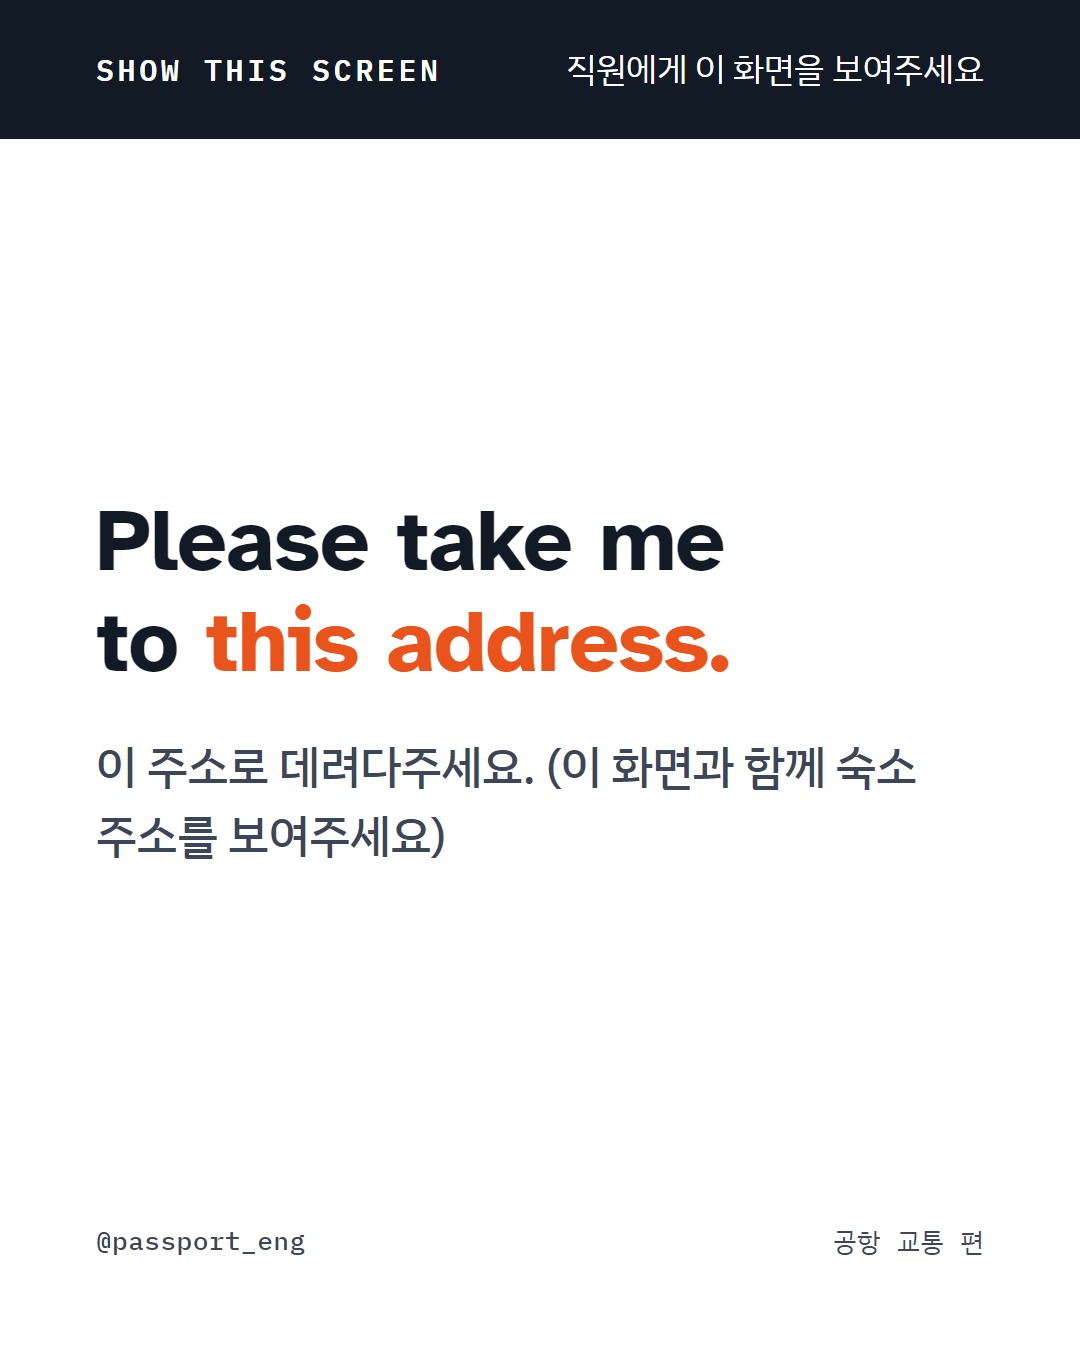 SHOW THIS SCREEN
직원에게 이 화면을 보여주세요
Please take me
to this address.
이 주소로 데려다주세요. (이 화면과 함께 숙소
주소를 보여주세요)
@passport_eng
공항 교통 편